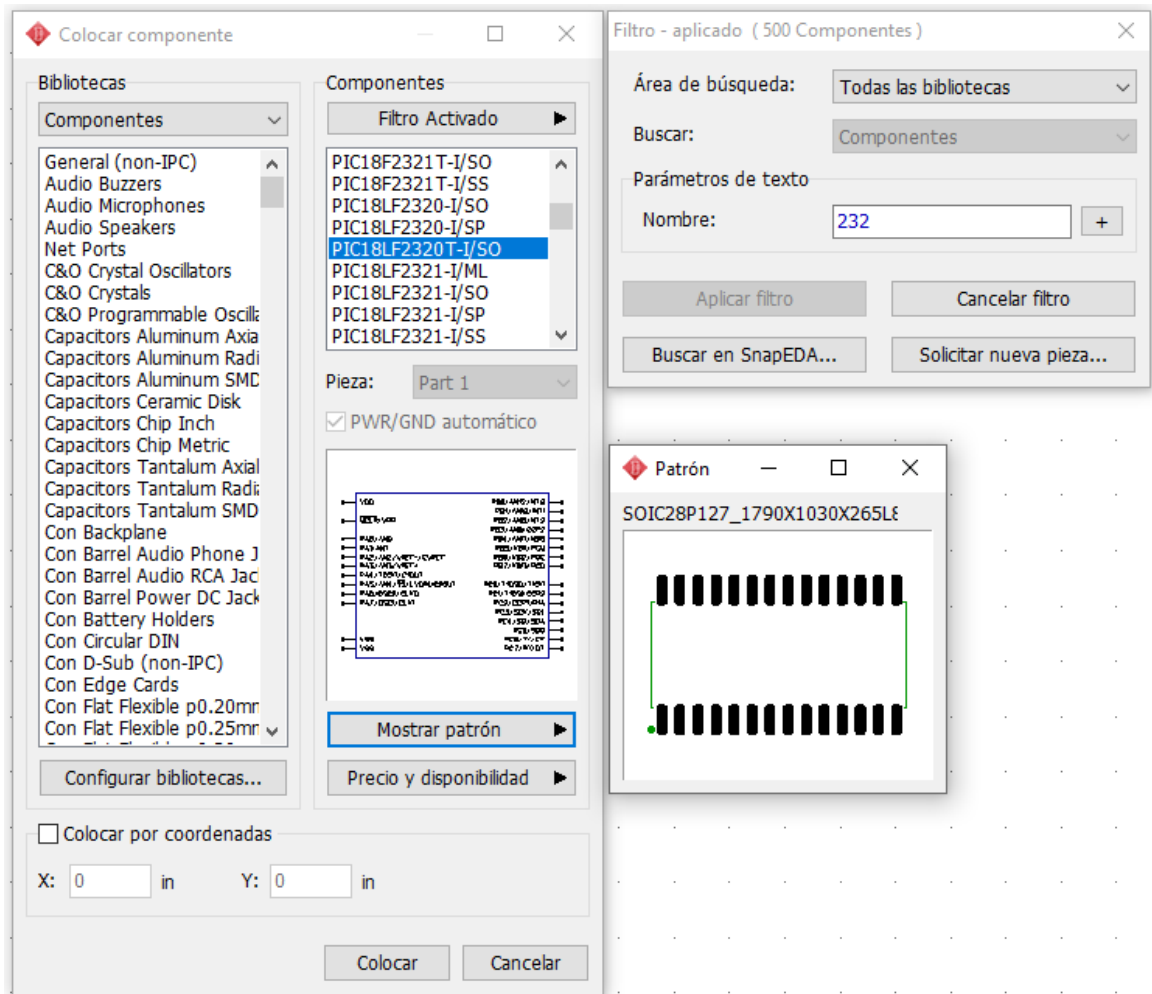 Colocar componente
Bibliotecas
Componentes
General (non-IPC)
Audio Buzzers
Audio Microphones
Audio Speakers
Net Ports
C&O Crystal Oscillators
C&O Crystals
C&O Programmable Oscilla
Capacitors Aluminum Axia
Capacitors Aluminum Radi
Capacitors Aluminum SMD
Capacitors Ceramic Disk
Capacitors Chip Inch
Capacitors Chip Metric
Capacitors Tantalum Axial
Capacitors Tantalum Radia
Capacitors Tantalum SMD
Con Backplane
Con Barrel Audio Phone J
Con Barrel Audio RCA Jac
Con Barrel Power DC Jack
Con Battery Holders
Con Circular DIN
Con D-Sub (non-IPC)
Con Edge Cards
Con Flat Flexible p0.20mm
Con Flat Flexible p0.25mm
Configurar bibliotecas...
Componentes
Filtro Activado
PIC18F2321T-I/SO
PIC18F2321T-I/SS
PIC18LF2320-I/SO
PIC18LF2320-I/SP
PIC18LF2320T-I/SO
PIC18LF2321-I/ML
PIC18LF2321-I/SO
PIC18LF2321-I/SP
PIC18LF2321-I/SS
Pieza: Part 1
PWR/GND automático
VDD
VSS
Mostrar patrón
Precio y disponibilidad
Colocar por coordenadas
X: 0 in Y: 0 in
Colocar Cancelar
Filtro - aplicado ( 500 Componentes )
Área de búsqueda: Todas las bibliotecas
Buscar: Componentes
Parámetros de texto
Nombre: 232 +
Aplicar filtro Cancelar filtro
Buscar en SnapEDA... Solicitar nueva pieza...
Patrón
SOIC28P127_1790X1030X265L8